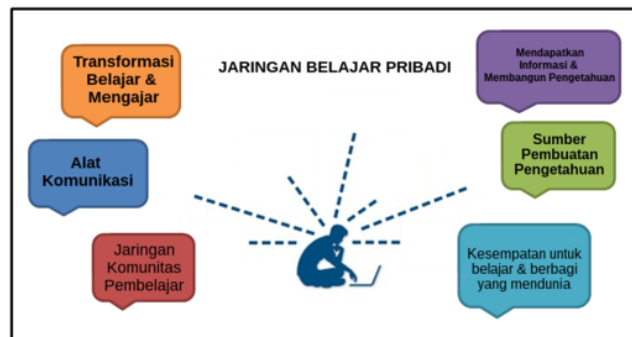 JARINGAN BELAJAR PRIBADI
Transformasi
Belajar &
Mengajar
Alat
Komunikasi
Jaringan
Komunitas
Pembelajar
Mendapatkan
Informasi &
Membangun Pengetahuan
Sumber
Pembuatan
Pengetahuan
Kesempatan untuk
belajar & berbagi
yang mendunia